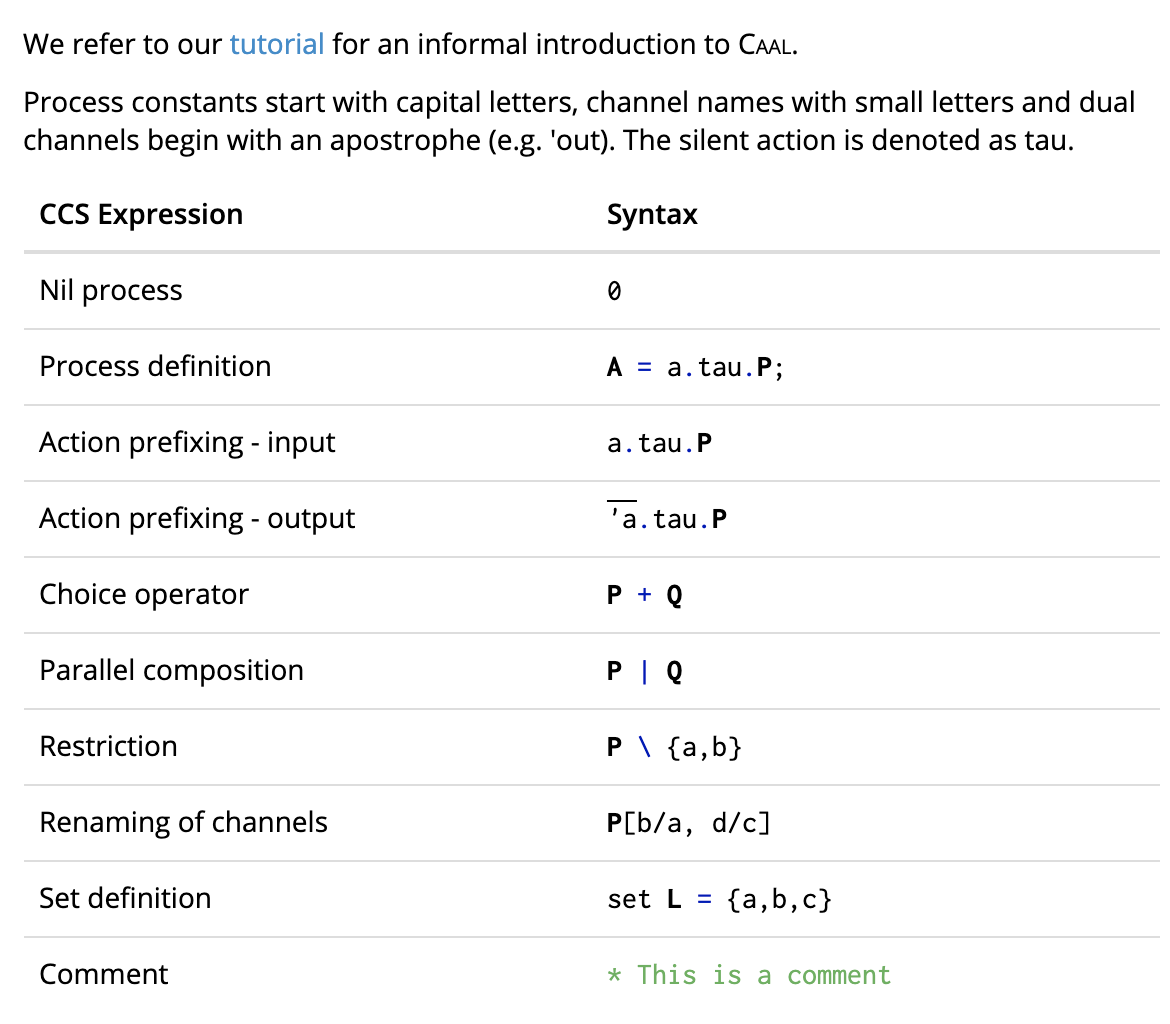 We refer to our tutorial for an informal introduction to CAAL.
Process constants start with capital letters, channel names with small letters and dual
channels begin with an apostrophe (e.g. 'out). The silent action is denoted as tau.
CCS Expression Syntax
Nil process 0
Process definition A = a.tau.P;
Action prefixing - input a.tau.P
Action prefixing - output 'a.tau.P
Choice operator P + Q
Parallel composition P | Q
Restriction P \ {a,b}
Renaming of channels P[b/a, d/c]
Set definition set L = {a,b,c}
Comment * This is a comment